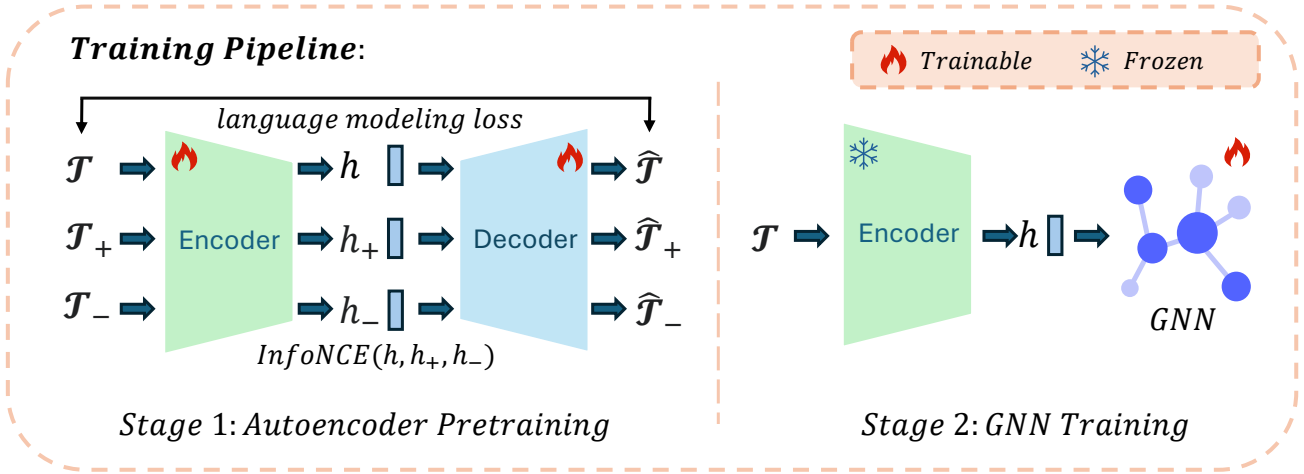 Training Pipeline:
Trainable Frozen
language modeling loss
𝒯 h 𝒯̂
𝒯₊ Encoder h₊ Decoder 𝒯̂₊
𝒯₋ h₋ 𝒯̂₋
InfoNCE(h, h₊, h₋)
Stage 1: Autoencoder Pretraining
𝒯 Encoder h
GNN
Stage 2: GNN Training